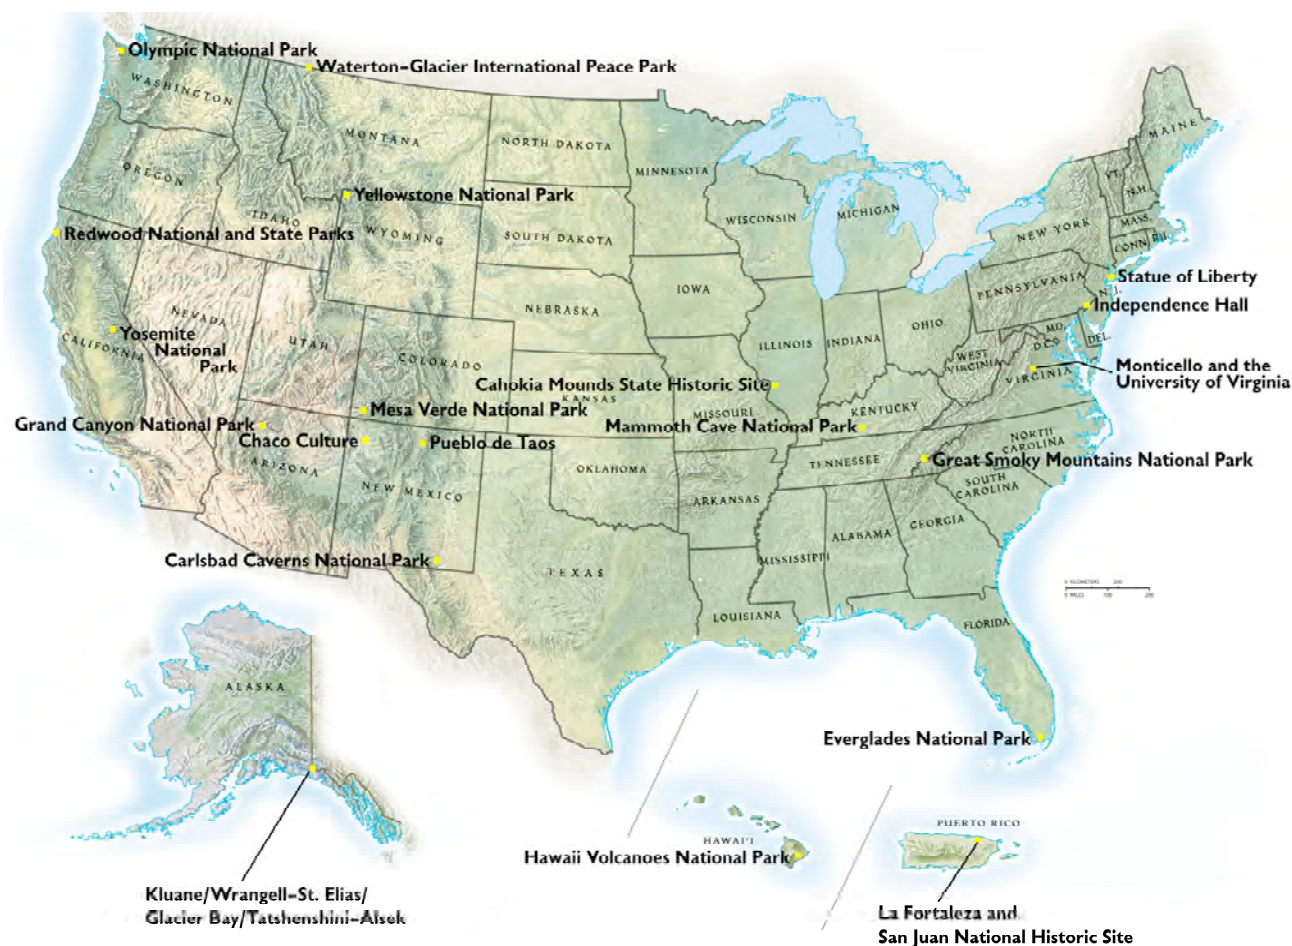 Olympic National Park
Waterton-Glacier International Peace Park
WASHINGTON
MONTANA
NORTH DAKOTA
MINNESOTA
MAINE
OREGON
IDAHO
Yellowstone National Park
WYOMING
SOUTH DAKOTA
WISCONSIN
MICHIGAN
VT.
N.H.
NEW YORK
MASS.
CONN.
R.I.
Redwood National and State Parks
Statue of Liberty
PENNSYLVANIA
N.J.
Independence Hall
NEVADA
NEBRASKA
IOWA
OHIO
ILLINOIS
INDIANA
MD.
D.C.
DEL.
Yosemite
National
Park
CALIFORNIA
UTAH
COLORADO
WEST
VIRGINIA
VIRGINIA
Monticello and the
University of Virginia
Cahokia Mounds State Historic Site
KANSAS
MISSOURI
KENTUCKY
Mesa Verde National Park
Grand Canyon National Park
Mammoth Cave National Park
Chaco Culture
Pueblo de Taos
NORTH
CAROLINA
ARIZONA
OKLAHOMA
TENNESSEE
Great Smoky Mountains National Park
NEW MEXICO
ARKANSAS
SOUTH
CAROLINA
ALABAMA
GEORGIA
Carlsbad Caverns National Park
TEXAS
MISSISSIPPI
0 KILOMETERS 200
0 MILES 100 200
LOUISIANA
FLORIDA
ALASKA
Everglades National Park
HAWAI'I
Hawaii Volcanoes National Park
PUERTO RICO
Kluane/Wrangell-St. Elias/
Glacier Bay/Tatshenshini-Alsek
La Fortaleza and
San Juan National Historic Site